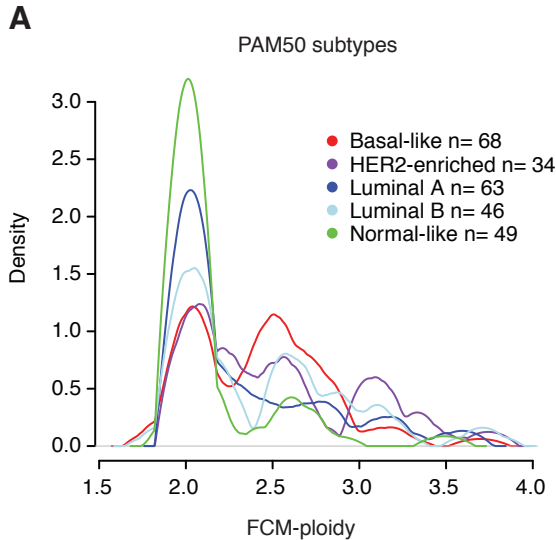 A
PAM50 subtypes
3.0
2.5
2.0
1.5
1.0
0.5
0.0
Density
Basal-like n= 68
HER2-enriched n= 34
Luminal A n= 63
Luminal B n= 46
Normal-like n= 49
1.5 2.0 2.5 3.0 3.5 4.0
FCM-ploidy